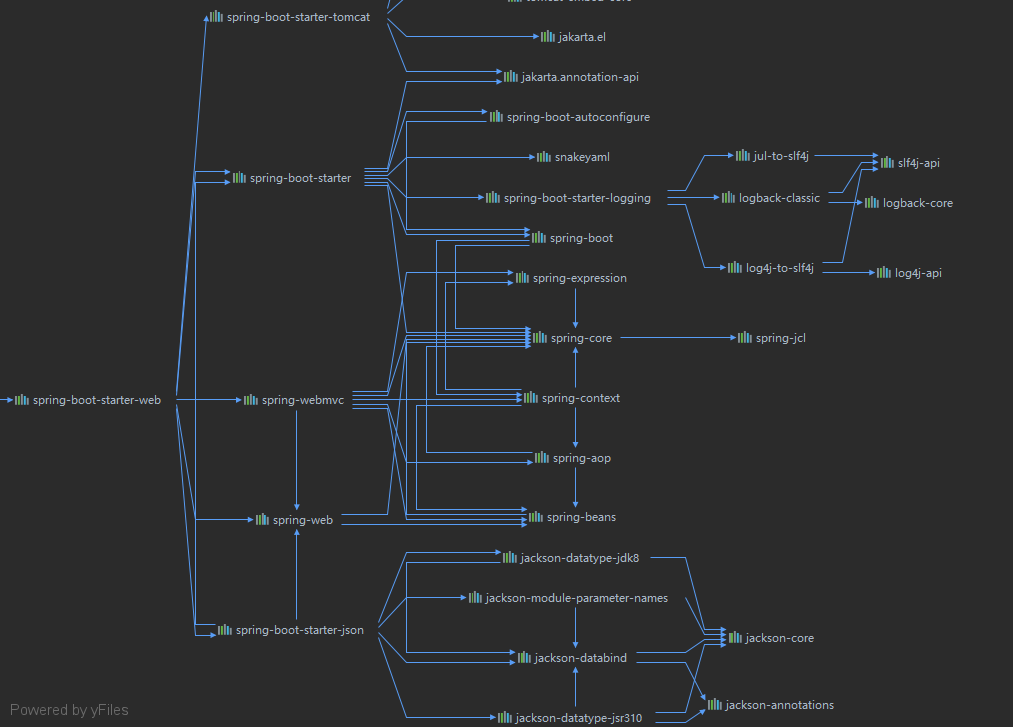 spring-boot-starter-tomcat
jakarta.el
jakarta.annotation-api
spring-boot-autoconfigure
snakeyaml
jul-to-slf4j
slf4j-api
spring-boot-starter
spring-boot-starter-logging
logback-classic
logback-core
spring-boot
log4j-to-slf4j
log4j-api
spring-expression
spring-core
spring-jcl
spring-boot-starter-web
spring-webmvc
spring-context
spring-aop
spring-web
spring-beans
jackson-datatype-jdk8
jackson-module-parameter-names
spring-boot-starter-json
jackson-core
jackson-databind
jackson-annotations
Powered by yFiles
jackson-datatype-jsr310